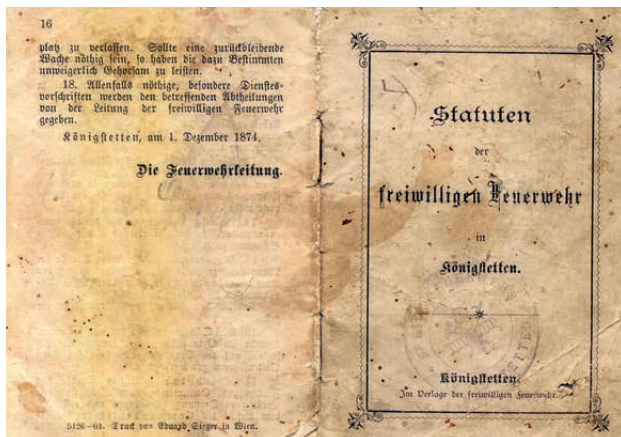 16
platz zu verlassen. Sollte eine zurückbleibende
Wache nöthig sein, so haben die dazu Bestimmten
unweigerlich Gehorsam zu leisten.
18. Allenfalls nöthige, besondere Dienstes-
vorschriften werden den betreffenden Abtheilungen
von der Leitung der freiwilligen Feuerwehr
gegeben.
Königstetten, am 1. Dezember 1874.
Die Feuerwehrleitung.
5126—01. Druck von Eduard Sieger in Wien.
Statuten
der
freiwilligen Feuerwehr
in
Königstetten.
Königstetten.
Im Verlage der freiwilligen Feuerwehr.